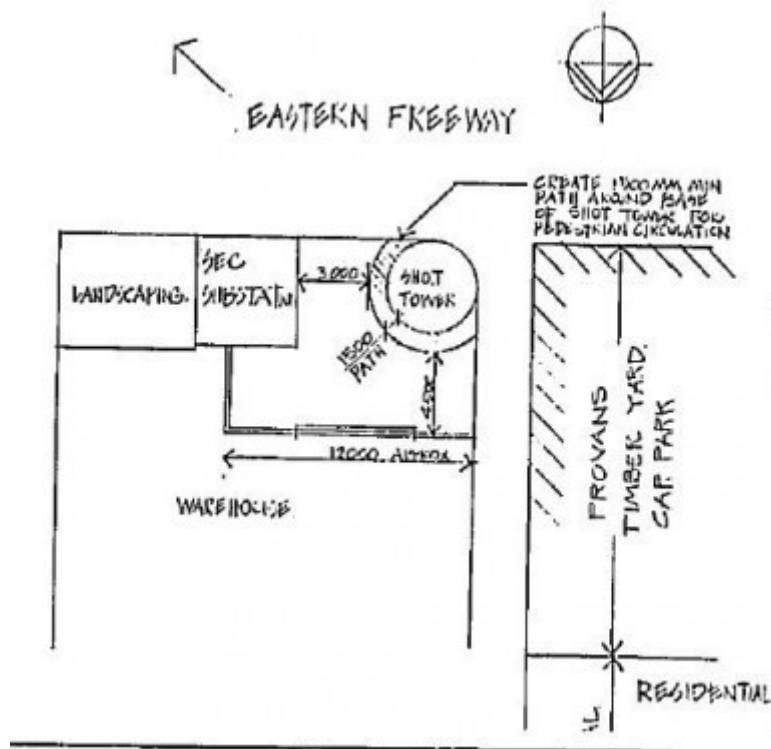 EASTERN FREEWAY
CREATE 1500MM MIN
PATH AROUND BASE
OF SHOT TOWER FOR
PEDESTRIAN CIRCULATION
LANDSCAPING.
SEC
SUBSTAT'N
3000
SHOT
TOWER
1500
PATH
4500
12000 APPROX
WAREHOUSE
PROVANS
TIMBER YARD.
CAR PARK
RESIDENTIAL